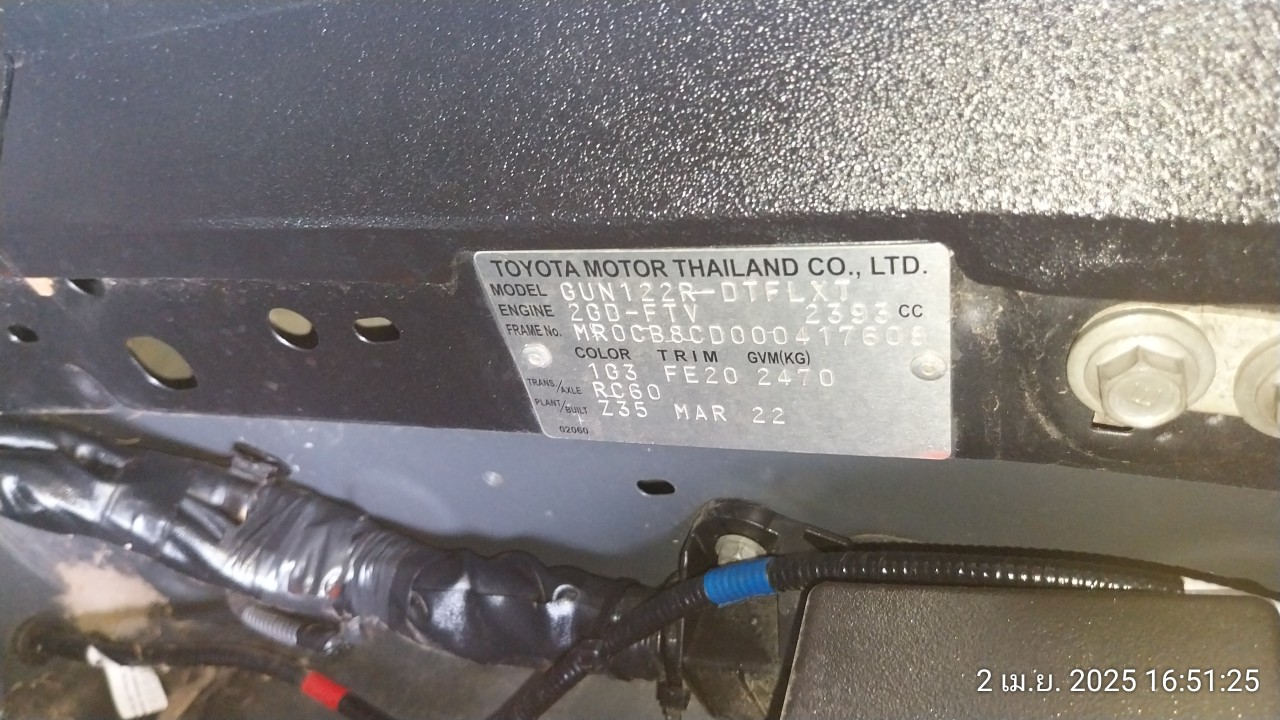 TOYOTA MOTOR THAILAND CO., LTD.
MODEL GUN122R-DTFLXT
ENGINE 2GD-FTV 2393 CC
FRAME No. MR0CB8CD000417608
COLOR TRIM GVM(KG)
1G3 FE20 2470
TRANS/AXLE RC60
PLANT/BUILT Z35 MAR 22
02060
2 เม.ย. 2025 16:51:25